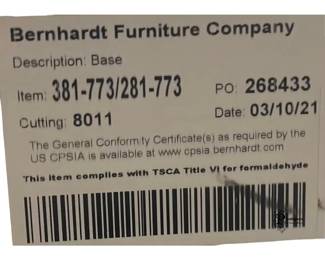 Bernhardt Furniture Company
Description: Base
Item: 381-773/281-773 PO: 268433
Cutting: 8011 Date: 03/10/21
The General Conformity Certificate(s) as required by the
US CPSIA is available at www.cpsia.bernhardt.com
This item complies with TSCA Title VI for formaldehyde